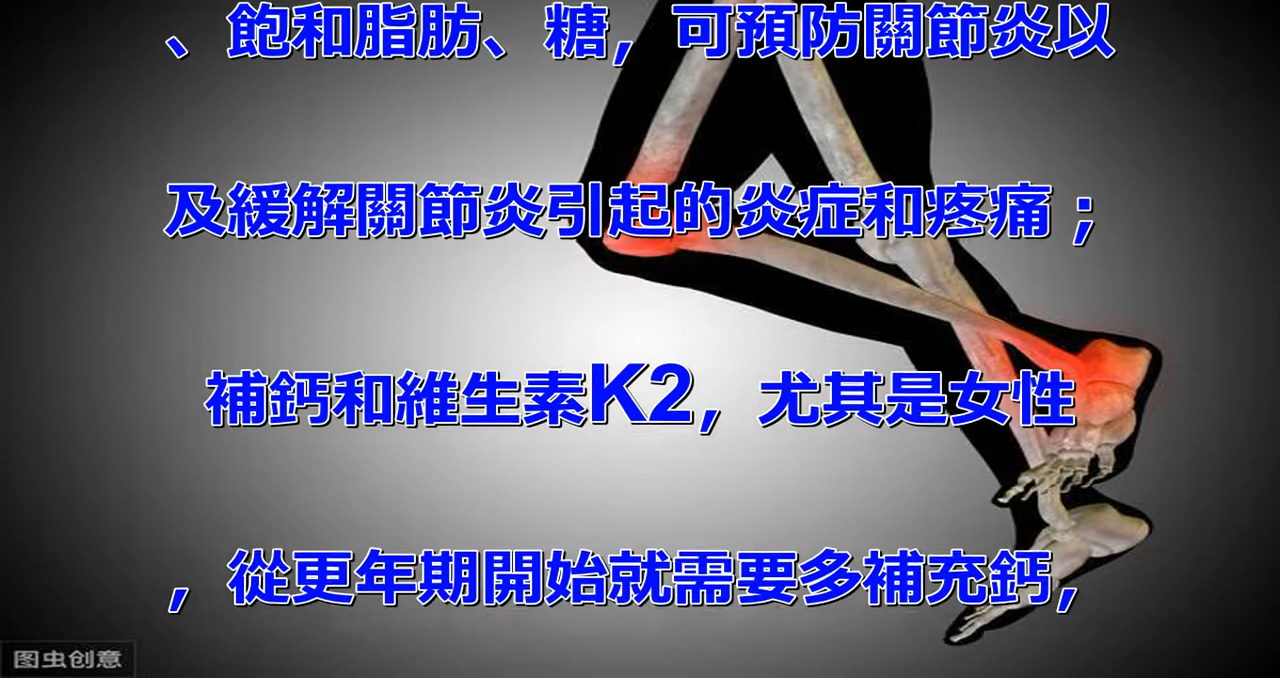 、飽和脂肪、糖，可預防關節炎以
及緩解關節炎引起的炎症和疼痛；
補鈣和維生素K2，尤其是女性
，從更年期開始就需要多補充鈣，
图虫创意